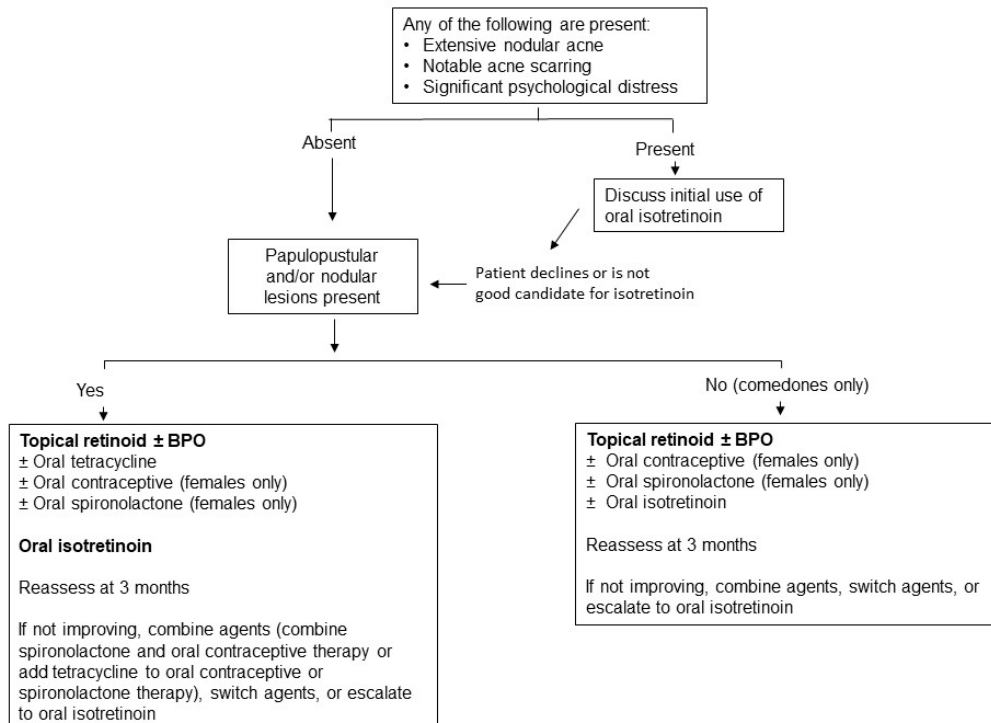 Any of the following are present:
• Extensive nodular acne
• Notable acne scarring
• Significant psychological distress
Absent
Present
Discuss initial use of
oral isotretinoin
Patient declines or is not
good candidate for isotretinoin
Papulopustular
and/or nodular
lesions present
Yes
No (comedones only)
Topical retinoid ± BPO
± Oral tetracycline
± Oral contraceptive (females only)
± Oral spironolactone (females only)
Oral isotretinoin
Reassess at 3 months
If not improving, combine agents (combine
spironolactone and oral contraceptive therapy or
add tetracycline to oral contraceptive or
spironolactone therapy), switch agents, or escalate
to oral isotretinoin
Topical retinoid ± BPO
± Oral contraceptive (females only)
± Oral spironolactone (females only)
± Oral isotretinoin
Reassess at 3 months
If not improving, combine agents, switch agents, or
escalate to oral isotretinoin